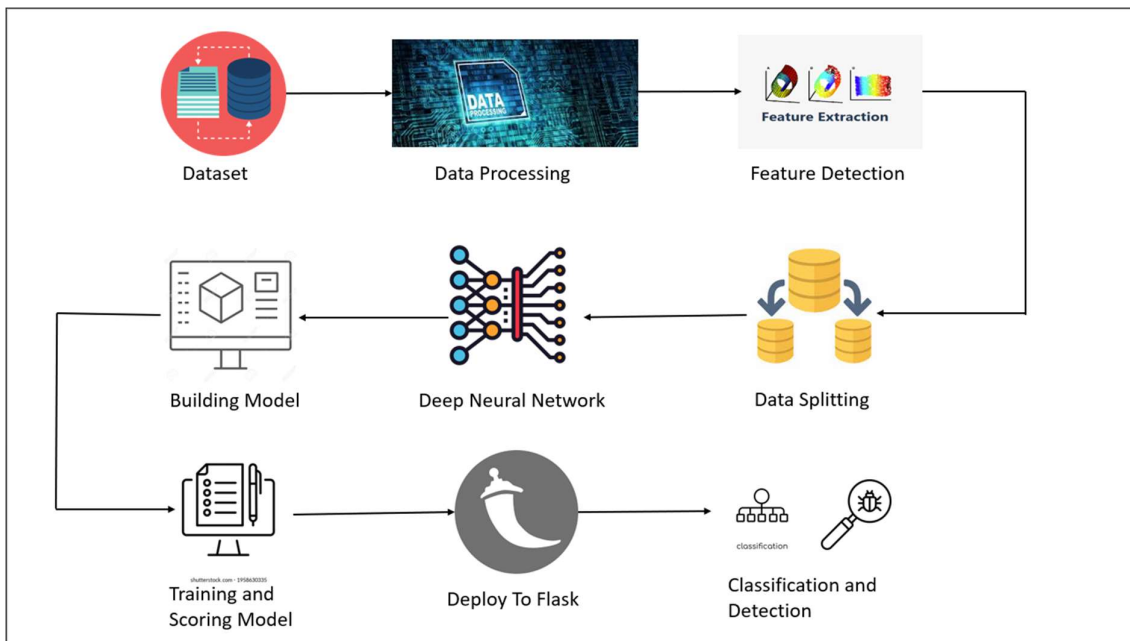 DATA
PROCESSING
Feature Extraction
Dataset
Data Processing
Feature Detection
Building Model
Deep Neural Network
Data Splitting
classification
shutterstock.com · 1958630335
Training and
Scoring Model
Deploy To Flask
Classification and
Detection